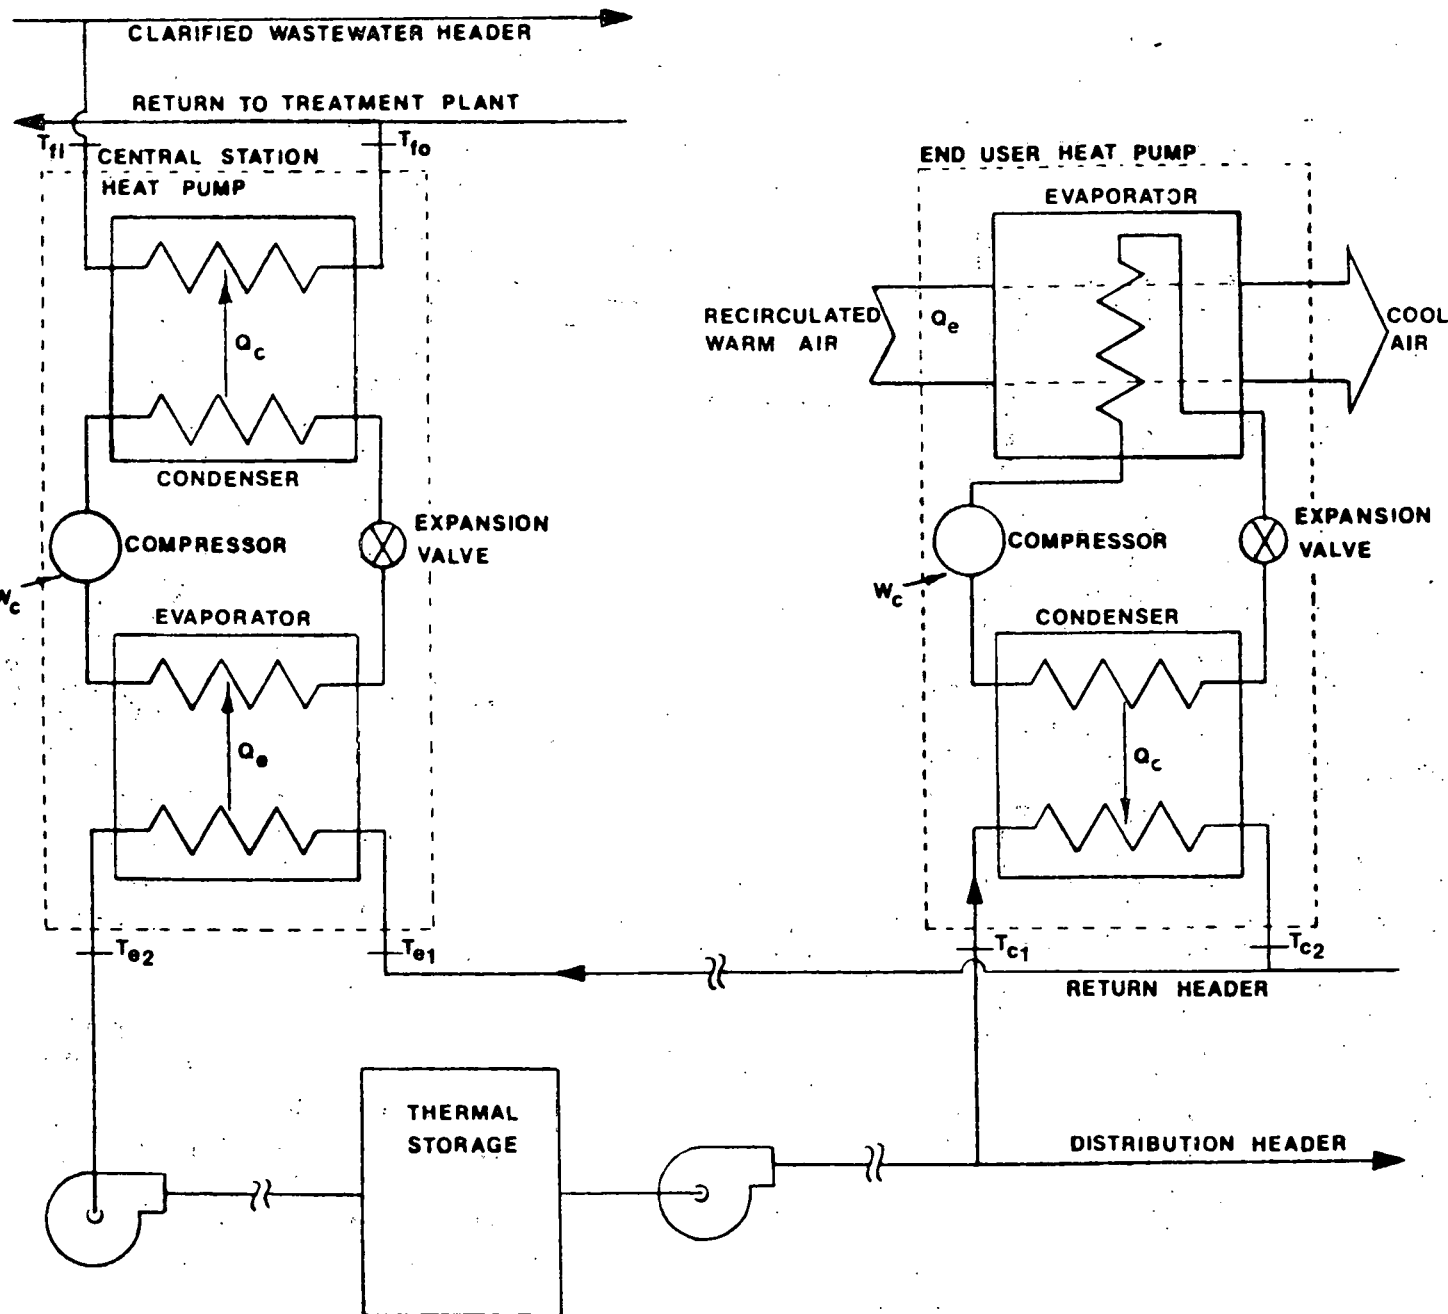 CLARIFIED WASTEWATER HEADER
RETURN TO TREATMENT PLANT
Tfi
Tfo
CENTRAL STATION
HEAT PUMP
Qc
CONDENSER
COMPRESSOR
EXPANSION
VALVE
Wc
EVAPORATOR
Qe
Te2
Te1
END USER HEAT PUMP
EVAPORATOR
RECIRCULATED
WARM AIR
Qe
COOL
AIR
COMPRESSOR
EXPANSION
VALVE
Wc
CONDENSER
Qc
Tc1
Tc2
RETURN HEADER
THERMAL
STORAGE
DISTRIBUTION HEADER